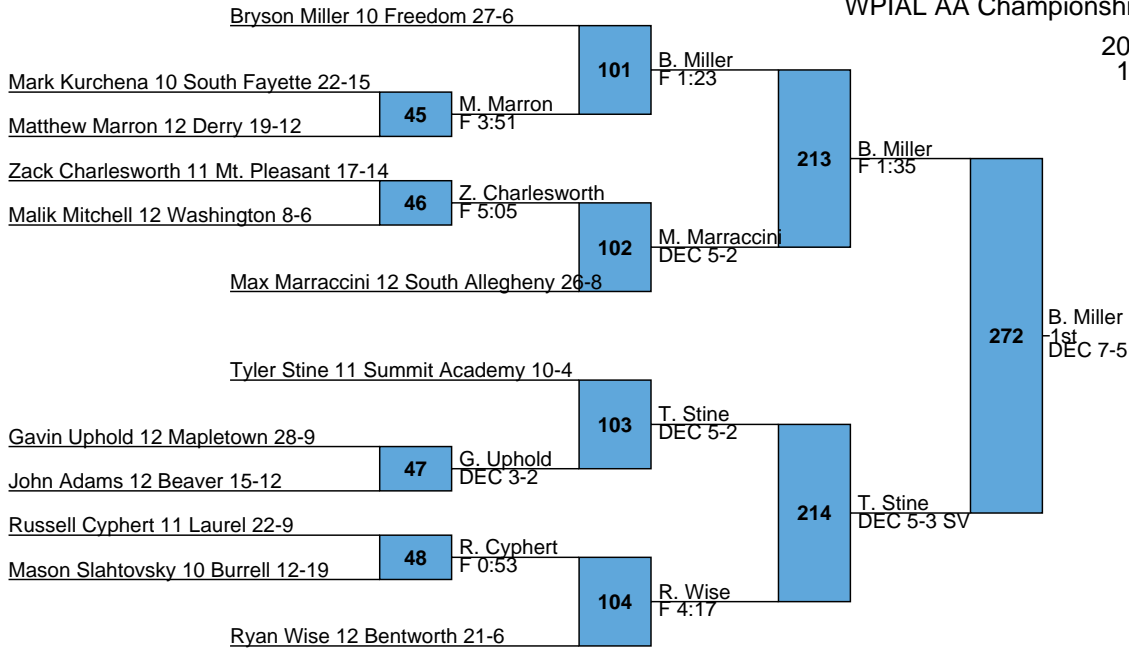 WPIAL AA Championshi
20
1
Bryson Miller 10 Freedom 27-6
101
B. Miller
F 1:23
Mark Kurchena 10 South Fayette 22-15
45
M. Marron
F 3:51
Matthew Marron 12 Derry 19-12
213
B. Miller
F 1:35
Zack Charlesworth 11 Mt. Pleasant 17-14
46
Z. Charlesworth
F 5:05
Malik Mitchell 12 Washington 8-6
102
M. Marraccini
DEC 5-2
Max Marraccini 12 South Allegheny 26-8
272
B. Miller
1st
DEC 7-5
Tyler Stine 11 Summit Academy 10-4
103
T. Stine
DEC 5-2
Gavin Uphold 12 Mapletown 28-9
47
G. Uphold
DEC 3-2
John Adams 12 Beaver 15-12
214
T. Stine
DEC 5-3 SV
Russell Cyphert 11 Laurel 22-9
48
R. Cyphert
F 0:53
Mason Slahtovsky 10 Burrell 12-19
104
R. Wise
F 4:17
Ryan Wise 12 Bentworth 21-6